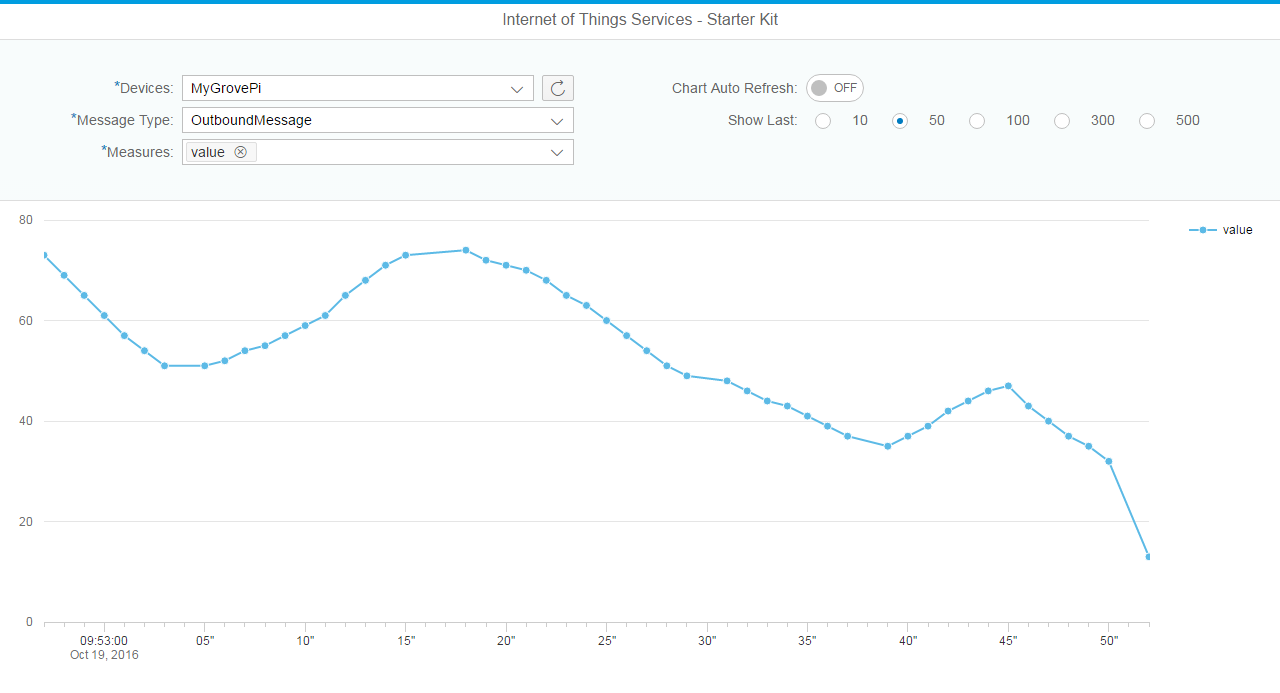 Internet of Things Services - Starter Kit
*Devices: MyGrovePi
Chart Auto Refresh: OFF
*Message Type: OutboundMessage
Show Last: 10 50 100 300 500
*Measures: value
80
value
60
40
20
0
09:53:00 05" 10" 15" 20" 25" 30" 35" 40" 45" 50"
Oct 19, 2016